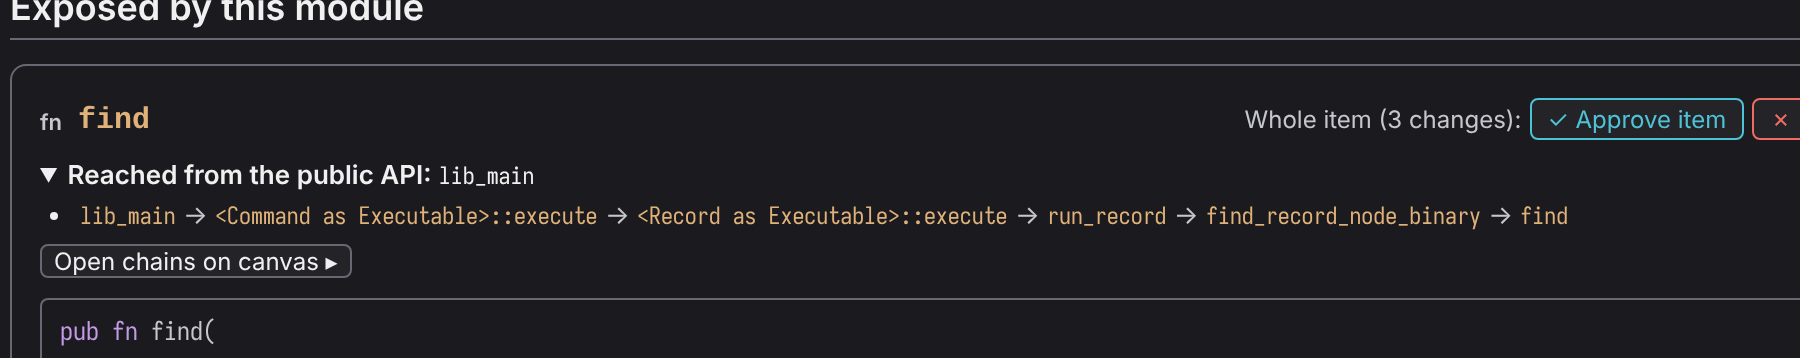 Exposed by this module
fn find
Whole item (3 changes): ✓ Approve item ×
▼ Reached from the public API: lib_main
• lib_main → <Command as Executable>::execute → <Record as Executable>::execute → run_record → find_record_node_binary → find
Open chains on canvas ▸
pub fn find(